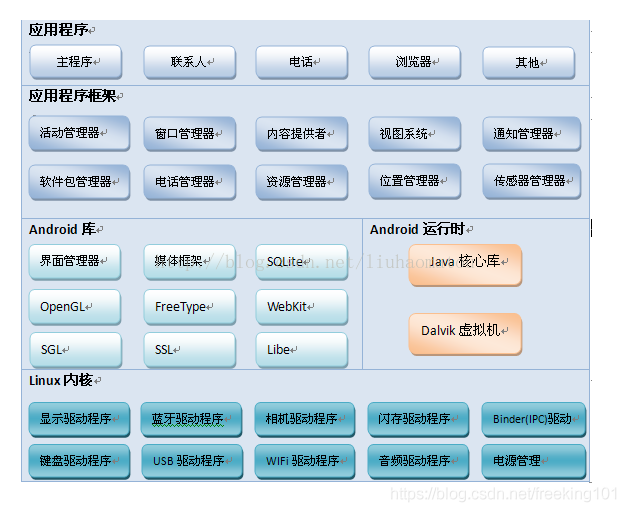 应用程序
主程序 联系人 电话 浏览器 其他
应用程序框架
活动管理器 窗口管理器 内容提供者 视图系统 通知管理器
软件包管理器 电话管理器 资源管理器 位置管理器 传感器管理器
Android 库 Android 运行时
界面管理器 媒体框架 SQLite Java 核心库
http://blog.csdn.net/liuhaom
OpenGL FreeType WebKit
Dalvik 虚拟机
SGL SSL Libe
Linux 内核
显示驱动程序 蓝牙驱动程序 相机驱动程序 闪存驱动程序 Binder(IPC)驱动
键盘驱动程序 USB 驱动程序 WIFi 驱动程序 音频驱动程序 电源管理
https://blog.csdn.net/freeking101